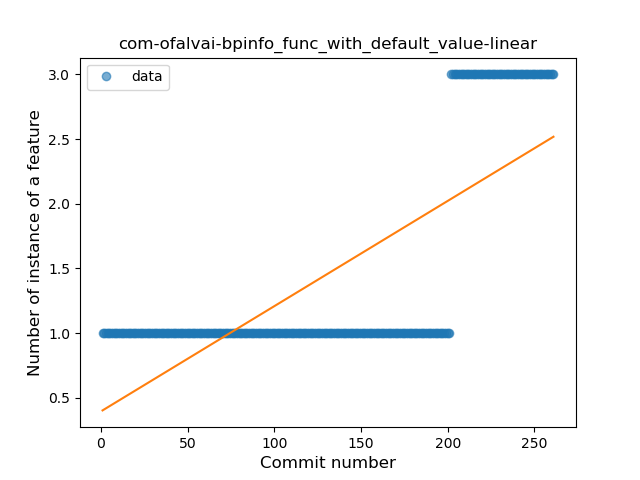 com-ofalvai-bpinfo_func_with_default_value-linear
data
Number of instance of a feature
3.0
2.5
2.0
1.5
1.0
0.5
0 50 100 150 200 250
Commit number